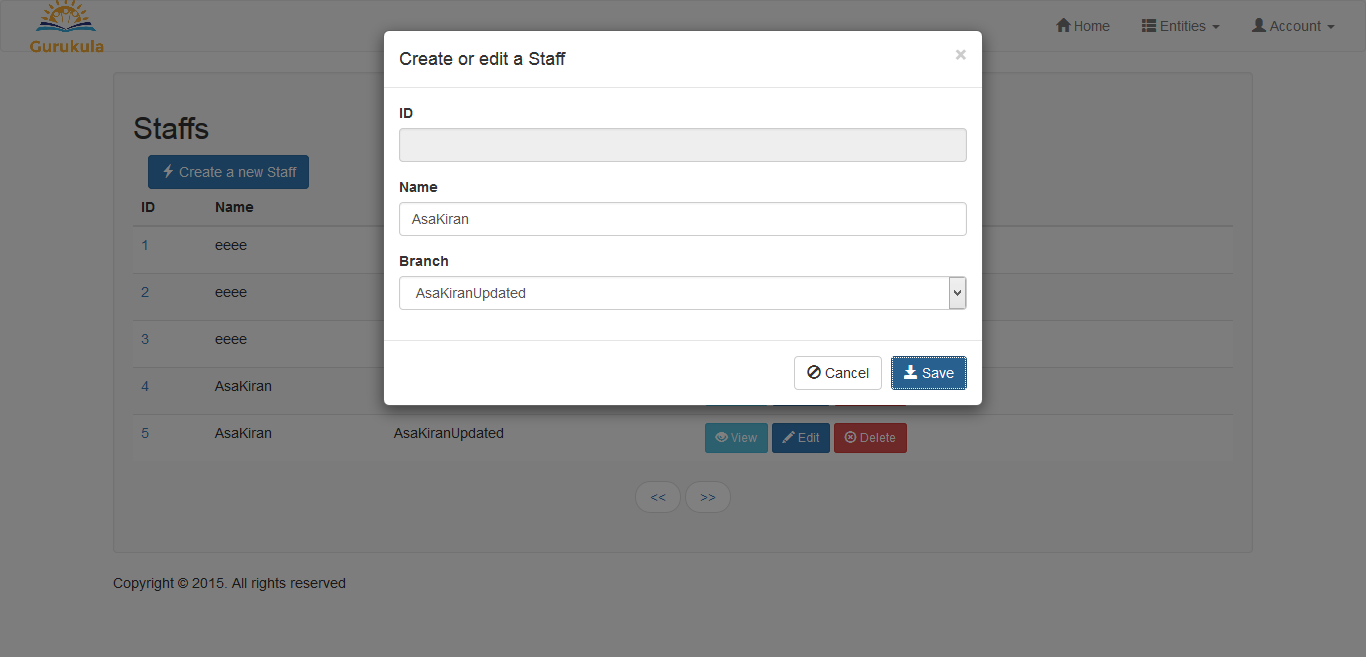 Gurukula
Home Entities Account
Create or edit a Staff ×
ID
Name
AsaKiran
Branch
AsaKiranUpdated
Cancel Save
Staffs
Create a new Staff
ID Name
1 eeee
2 eeee
3 eeee
4 AsaKiran
5 AsaKiran AsaKiranUpdated View Edit Delete
<< >>
Copyright © 2015. All rights reserved